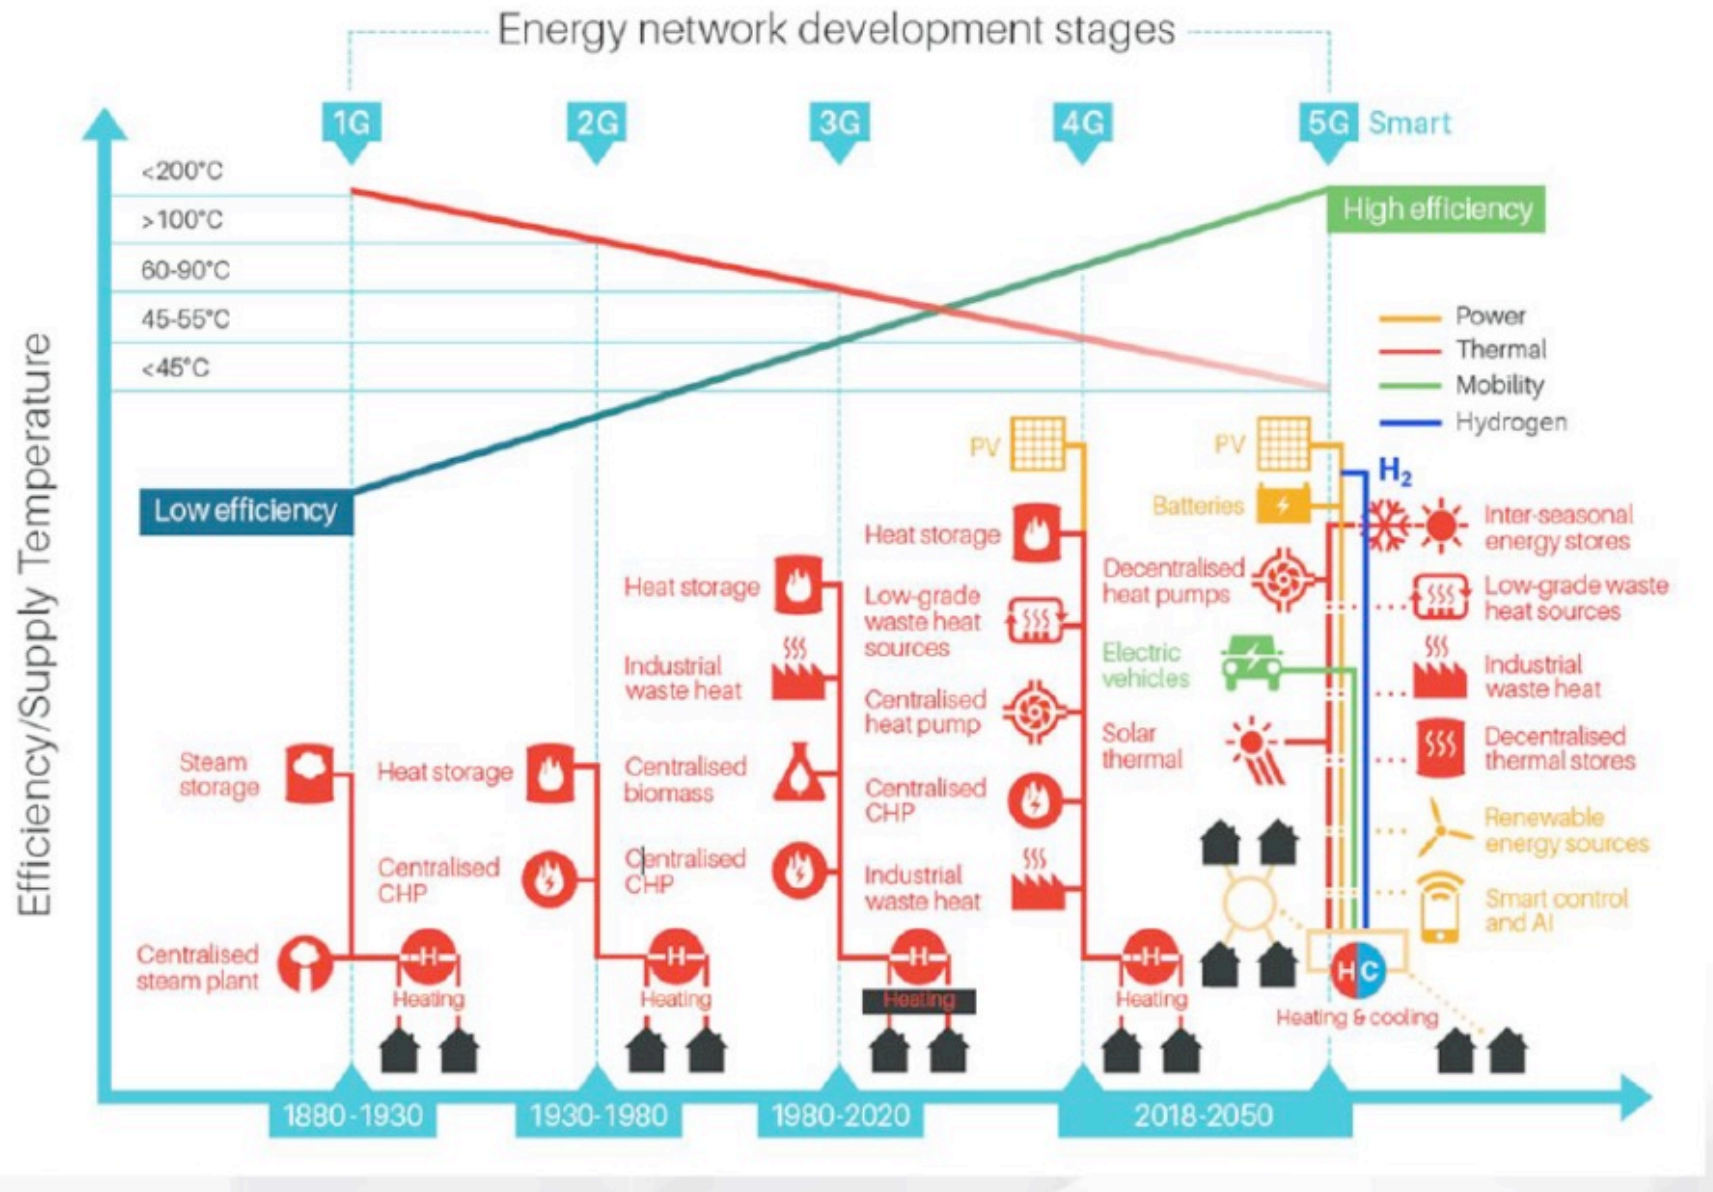 Energy network development stages
1G
2G
3G
4G
5G Smart
<200°C
>100°C
60-90°C
45-55°C
<45°C
Efficiency/Supply Temperature
High efficiency
Low efficiency
Power
Thermal
Mobility
Hydrogen
Steam
storage
Centralised
steam plant
H
Heating
Heat storage
Centralised
CHP
H
Heating
Heat storage
Industrial
waste heat
Centralised
biomass
Centralised
CHP
H
Heating
PV
Heat storage
Low-grade
waste heat
sources
Centralised
heat pump
Centralised
CHP
Industrial
waste heat
H
Heating
PV
Batteries
Decentralised
heat pumps
Electric
vehicles
Solar
thermal
H₂
Inter-seasonal
energy stores
Low-grade waste
heat sources
Industrial
waste heat
Decentralised
thermal stores
Renewable
energy sources
Smart control
and AI
H C
Heating & cooling
1880-1930
1930-1980
1980-2020
2018-2050